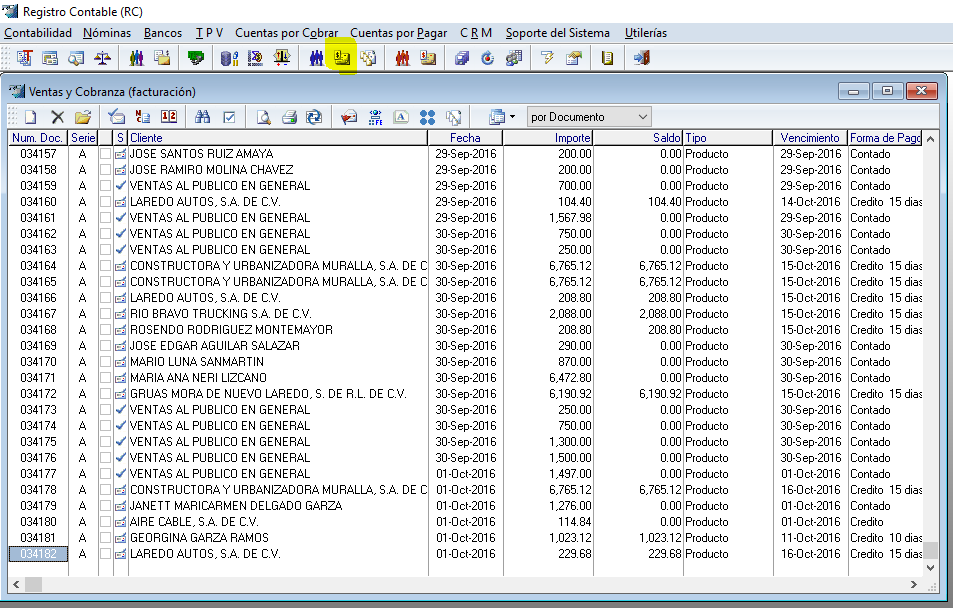 Registro Contable (RC)
Contabilidad Nóminas Bancos T P V Cuentas por Cobrar Cuentas por Pagar C R M Soporte del Sistema Utilerías
Ventas y Cobranza (facturación)
por Documento
Num. Doc. Serie S Cliente Fecha Importe Saldo Tipo Vencimiento Forma de Pago
034157 A JOSE SANTOS RUIZ AMAYA 29-Sep-2016 200.00 0.00 Producto 29-Sep-2016 Contado
034158 A JOSE RAMIRO MOLINA CHAVEZ 29-Sep-2016 200.00 0.00 Producto 29-Sep-2016 Contado
034159 A VENTAS AL PUBLICO EN GENERAL 29-Sep-2016 700.00 0.00 Producto 29-Sep-2016 Contado
034160 A LAREDO AUTOS, S.A. DE C.V. 29-Sep-2016 104.40 104.40 Producto 14-Oct-2016 Credito 15 dias
034161 A VENTAS AL PUBLICO EN GENERAL 29-Sep-2016 1,567.98 0.00 Producto 29-Sep-2016 Contado
034162 A VENTAS AL PUBLICO EN GENERAL 30-Sep-2016 750.00 0.00 Producto 30-Sep-2016 Contado
034163 A VENTAS AL PUBLICO EN GENERAL 30-Sep-2016 250.00 0.00 Producto 30-Sep-2016 Contado
034164 A CONSTRUCTORA Y URBANIZADORA MURALLA, S.A. DE C 30-Sep-2016 6,765.12 6,765.12 Producto 15-Oct-2016 Credito 15 dias
034165 A CONSTRUCTORA Y URBANIZADORA MURALLA, S.A. DE C 30-Sep-2016 6,765.12 6,765.12 Producto 15-Oct-2016 Credito 15 dias
034166 A LAREDO AUTOS, S.A. DE C.V. 30-Sep-2016 208.80 208.80 Producto 15-Oct-2016 Credito 15 dias
034167 A RIO BRAVO TRUCKING S.A. DE C.V. 30-Sep-2016 2,088.00 2,088.00 Producto 15-Oct-2016 Credito 15 dias
034168 A ROSENDO RODRIGUEZ MONTEMAYOR 30-Sep-2016 208.80 208.80 Producto 15-Oct-2016 Credito 15 dias
034169 A JOSE EDGAR AGUILAR SALAZAR 30-Sep-2016 290.00 0.00 Producto 30-Sep-2016 Contado
034170 A MARIO LUNA SANMARTIN 30-Sep-2016 870.00 0.00 Producto 30-Sep-2016 Contado
034171 A MARIA ANA NERI LIZCANO 30-Sep-2016 6,472.80 0.00 Producto 30-Sep-2016 Contado
034172 A GRUAS MORA DE NUEVO LAREDO, S. DE R.L. DE C.V. 30-Sep-2016 6,190.92 6,190.92 Producto 15-Oct-2016 Credito 15 dias
034173 A VENTAS AL PUBLICO EN GENERAL 30-Sep-2016 250.00 0.00 Producto 30-Sep-2016 Contado
034174 A VENTAS AL PUBLICO EN GENERAL 30-Sep-2016 750.00 0.00 Producto 30-Sep-2016 Contado
034175 A VENTAS AL PUBLICO EN GENERAL 30-Sep-2016 1,300.00 0.00 Producto 30-Sep-2016 Contado
034176 A VENTAS AL PUBLICO EN GENERAL 30-Sep-2016 1,500.00 0.00 Producto 30-Sep-2016 Contado
034177 A VENTAS AL PUBLICO EN GENERAL 01-Oct-2016 1,497.00 0.00 Producto 01-Oct-2016 Contado
034178 A CONSTRUCTORA Y URBANIZADORA MURALLA, S.A. DE C 01-Oct-2016 6,765.12 6,765.12 Producto 16-Oct-2016 Credito 15 dias
034179 A JANETT MARICARMEN DELGADO GARZA 01-Oct-2016 1,276.00 0.00 Producto 01-Oct-2016 Contado
034180 A AIRE CABLE, S.A. DE C.V. 01-Oct-2016 114.84 0.00 Producto 01-Oct-2016 Credito
034181 A GEORGINA GARZA RAMOS 01-Oct-2016 1,023.12 1,023.12 Producto 11-Oct-2016 Credito 10 dias
034182 A LAREDO AUTOS, S.A. DE C.V. 01-Oct-2016 229.68 229.68 Producto 16-Oct-2016 Credito 15 dias